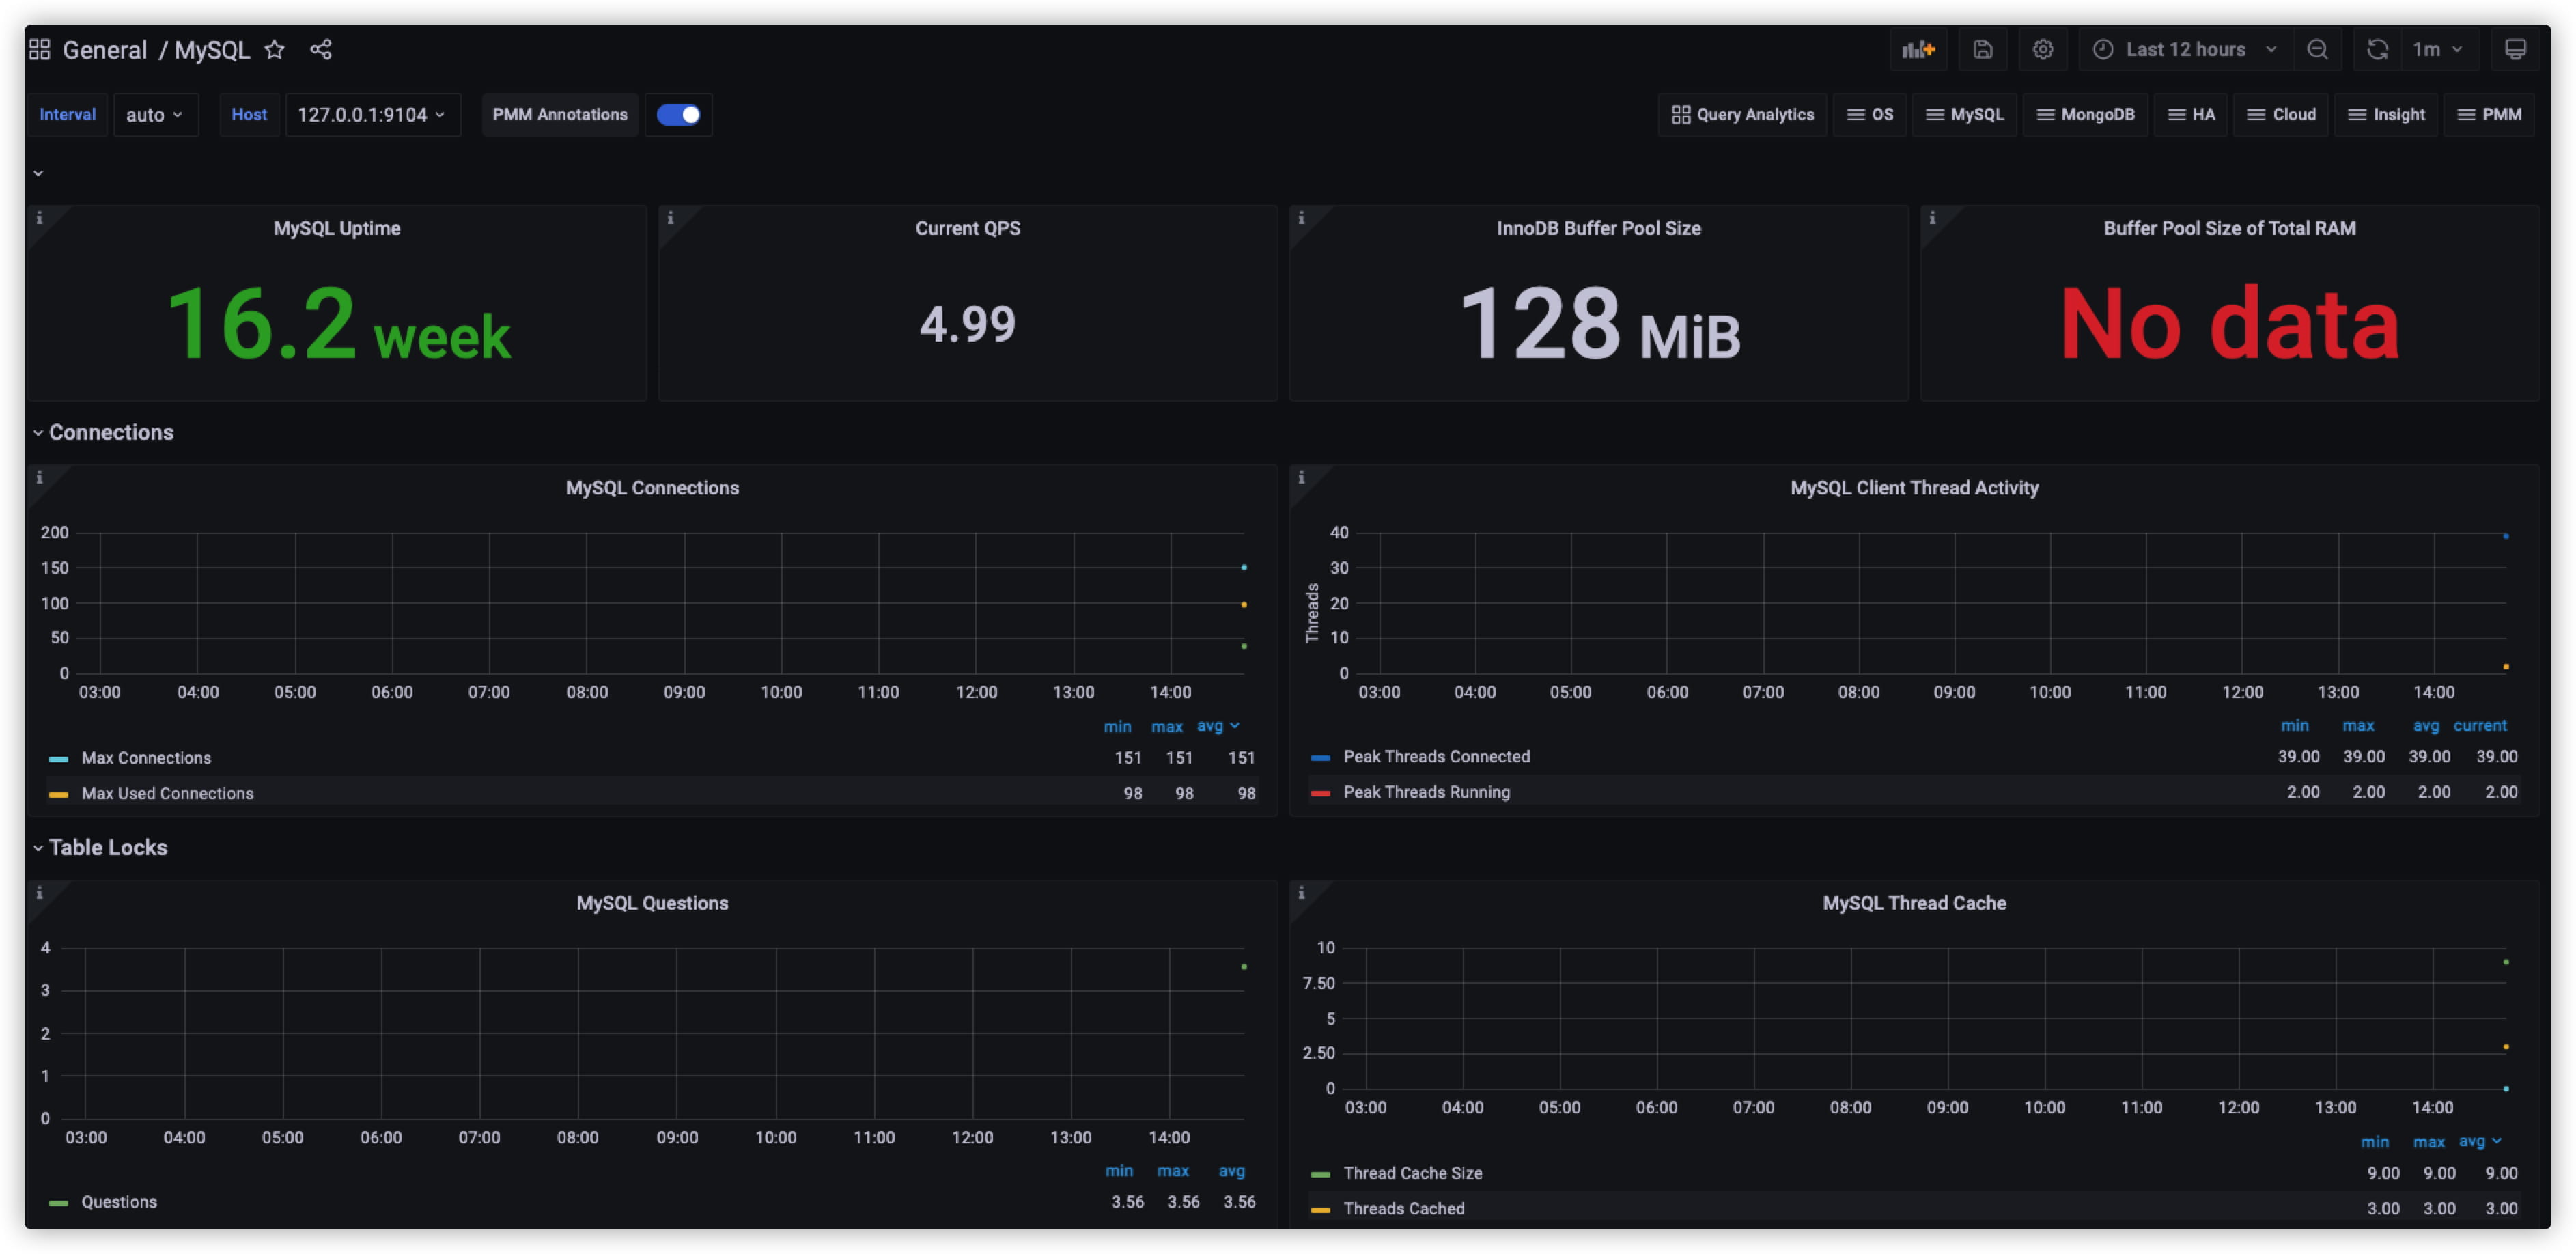 General / MySQL
Last 12 hours
1m
Interval auto Host 127.0.0.1:9104 PMM Annotations
Query Analytics OS MySQL MongoDB HA Cloud Insight PMM
MySQL Uptime
16.2 week
Current QPS
4.99
InnoDB Buffer Pool Size
128 MiB
Buffer Pool Size of Total RAM
No data
Connections
MySQL Connections
200
150
100
50
0
03:00 04:00 05:00 06:00 07:00 08:00 09:00 10:00 11:00 12:00 13:00 14:00
min max avg
Max Connections 151 151 151
Max Used Connections 98 98 98
MySQL Client Thread Activity
Threads
40
30
20
10
0
03:00 04:00 05:00 06:00 07:00 08:00 09:00 10:00 11:00 12:00 13:00 14:00
min max avg current
Peak Threads Connected 39.00 39.00 39.00 39.00
Peak Threads Running 2.00 2.00 2.00 2.00
Table Locks
MySQL Questions
4
3
2
1
0
03:00 04:00 05:00 06:00 07:00 08:00 09:00 10:00 11:00 12:00 13:00 14:00
min max avg
Questions 3.56 3.56 3.56
MySQL Thread Cache
10
7.50
5
2.50
0
03:00 04:00 05:00 06:00 07:00 08:00 09:00 10:00 11:00 12:00 13:00 14:00
min max avg
Thread Cache Size 9.00 9.00 9.00
Threads Cached 3.00 3.00 3.00